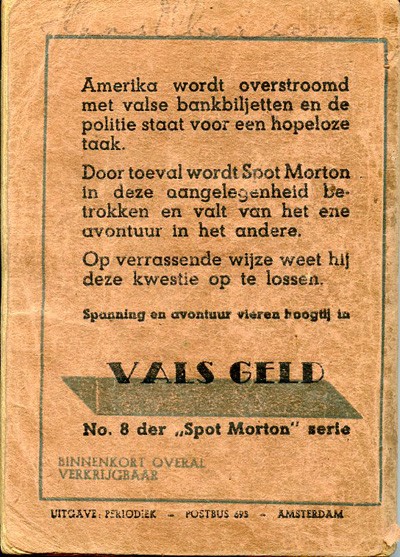 Amerika wordt overstroomd
met valse bankbiljetten en de
politie staat voor een hopeloze
taak.
Door toeval wordt Spot Morton
in deze aangelegenheid be-
trokken en valt van het ene
avontuur in het andere.
Op verrassende wijze weet hij
deze kwestie op te lossen.
Spanning en avontuur vieren hoogtij in
VALS GELD
No. 8 der „Spot Morton" serie
BINNENKORT OVERAL
VERKRIJGBAAR
UITGAVE: PERIODIEK – POSTBUS 693 – AMSTERDAM